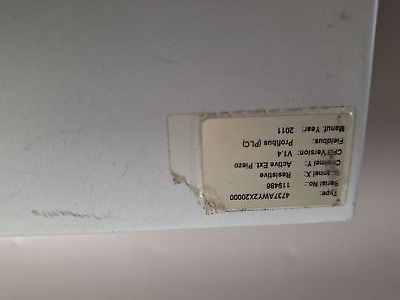 Type: 4737AWY2X20000
Serial No.: 119486
Channel X: Resistive
Channel Y: Active Ext. Piezo
CPU Version: V1.4
Fieldbus: Profibus (PLC)
Manuf. Year: 2011